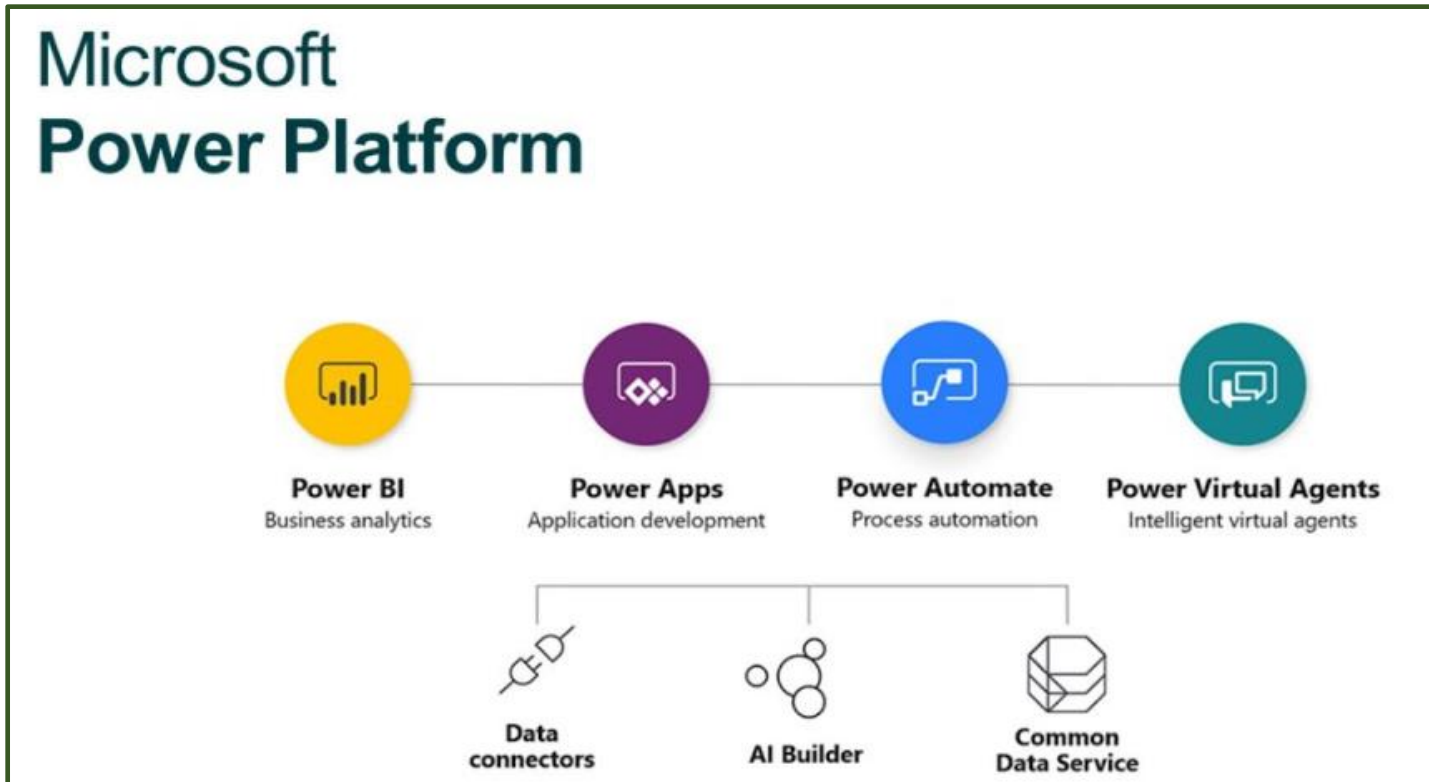 Microsoft
Power Platform
Power BI
Business analytics
Power Apps
Application development
Power Automate
Process automation
Power Virtual Agents
Intelligent virtual agents
Data
connectors
AI Builder
Common
Data Service